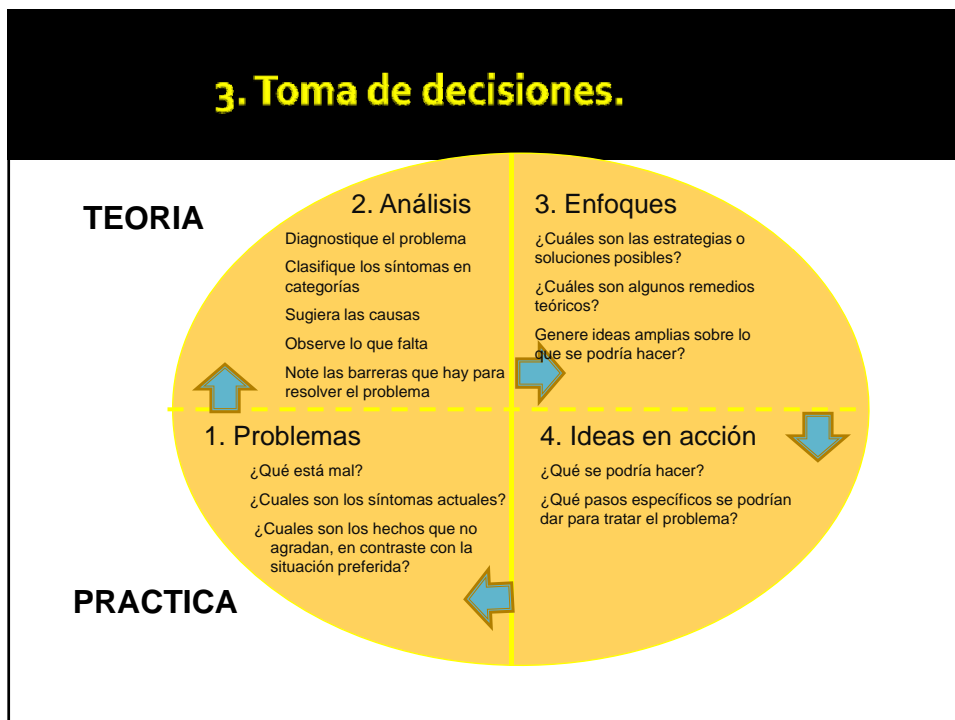 3. Toma de decisiones.
TEORIA
2. Análisis
Diagnostique el problema
Clasifique los síntomas en
categorías
Sugiera las causas
Observe lo que falta
Note las barreras que hay para
resolver el problema
3. Enfoques
¿Cuáles son las estrategias o
soluciones posibles?
¿Cuáles son algunos remedios
teóricos?
Genere ideas amplias sobre lo
que se podría hacer?
1. Problemas
¿Qué está mal?
¿Cuales son los síntomas actuales?
¿Cuales son los hechos que no
agradan, en contraste con la
situación preferida?
4. Ideas en acción
¿Qué se podría hacer?
¿Qué pasos específicos se podrían
dar para tratar el problema?
PRACTICA